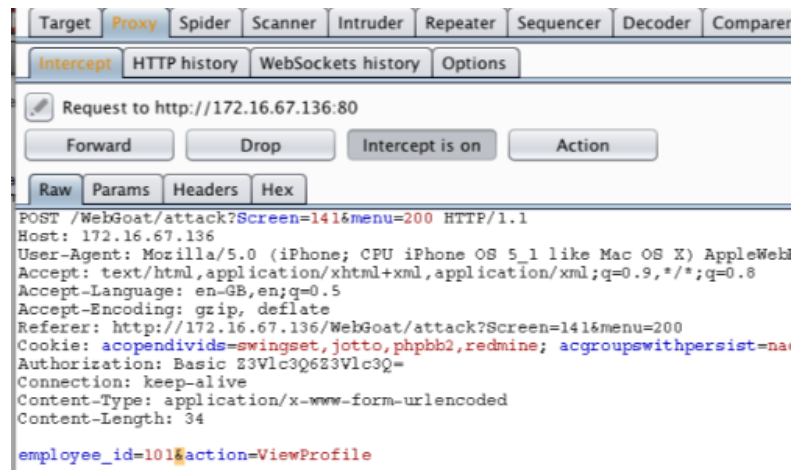 Target Proxy Spider Scanner Intruder Repeater Sequencer Decoder Comparer
Intercept HTTP history WebSockets history Options
Request to http://172.16.67.136:80
Forward Drop Intercept is on Action
Raw Params Headers Hex
POST /WebGoat/attack?Screen=141&menu=200 HTTP/1.1
Host: 172.16.67.136
User-Agent: Mozilla/5.0 (iPhone; CPU iPhone OS 5_1 like Mac OS X) AppleWebK
Accept: text/html,application/xhtml+xml,application/xml;q=0.9,*/*;q=0.8
Accept-Language: en-GB,en;q=0.5
Accept-Encoding: gzip, deflate
Referer: http://172.16.67.136/WebGoat/attack?Screen=141&menu=200
Cookie: acopendivids=swingset,jotto,phpbb2,redmine; acgroupswithpersist=nad
Authorization: Basic Z3Vlc3Q6Z3Vlc3Q=
Connection: keep-alive
Content-Type: application/x-www-form-urlencoded
Content-Length: 34
employee_id=101&action=ViewProfile